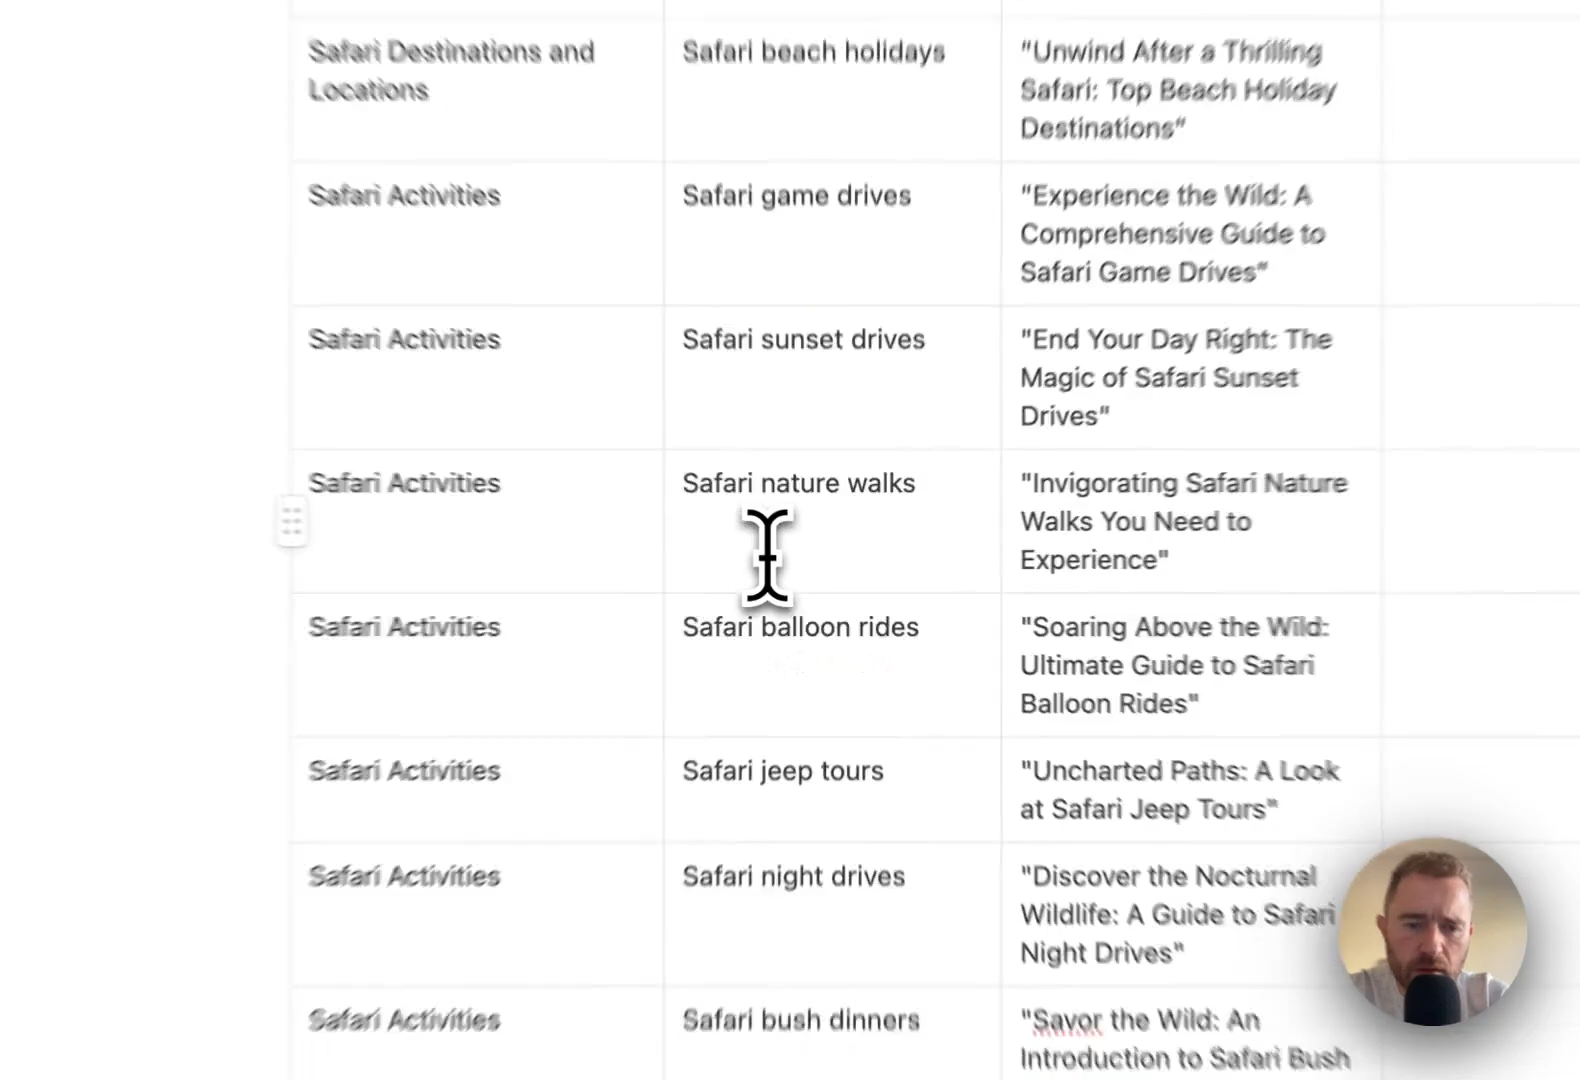 Safari Destinations and
Locations
Safari beach holidays
"Unwind After a Thrilling
Safari: Top Beach Holiday
Destinations"
Safari Activities
Safari game drives
"Experience the Wild: A
Comprehensive Guide to
Safari Game Drives"
Safari Activities
Safari sunset drives
"End Your Day Right: The
Magic of Safari Sunset
Drives"
Safari Activities
Safari nature walks
"Invigorating Safari Nature
Walks You Need to
Experience"
Safari Activities
Safari balloon rides
"Soaring Above the Wild:
Ultimate Guide to Safari
Balloon Rides"
Safari Activities
Safari jeep tours
"Uncharted Paths: A Look
at Safari Jeep Tours"
Safari Activities
Safari night drives
"Discover the Nocturnal
Wildlife: A Guide to Safari
Night Drives"
Safari Activities
Safari bush dinners
"Savor the Wild: An
Introduction to Safari Bush